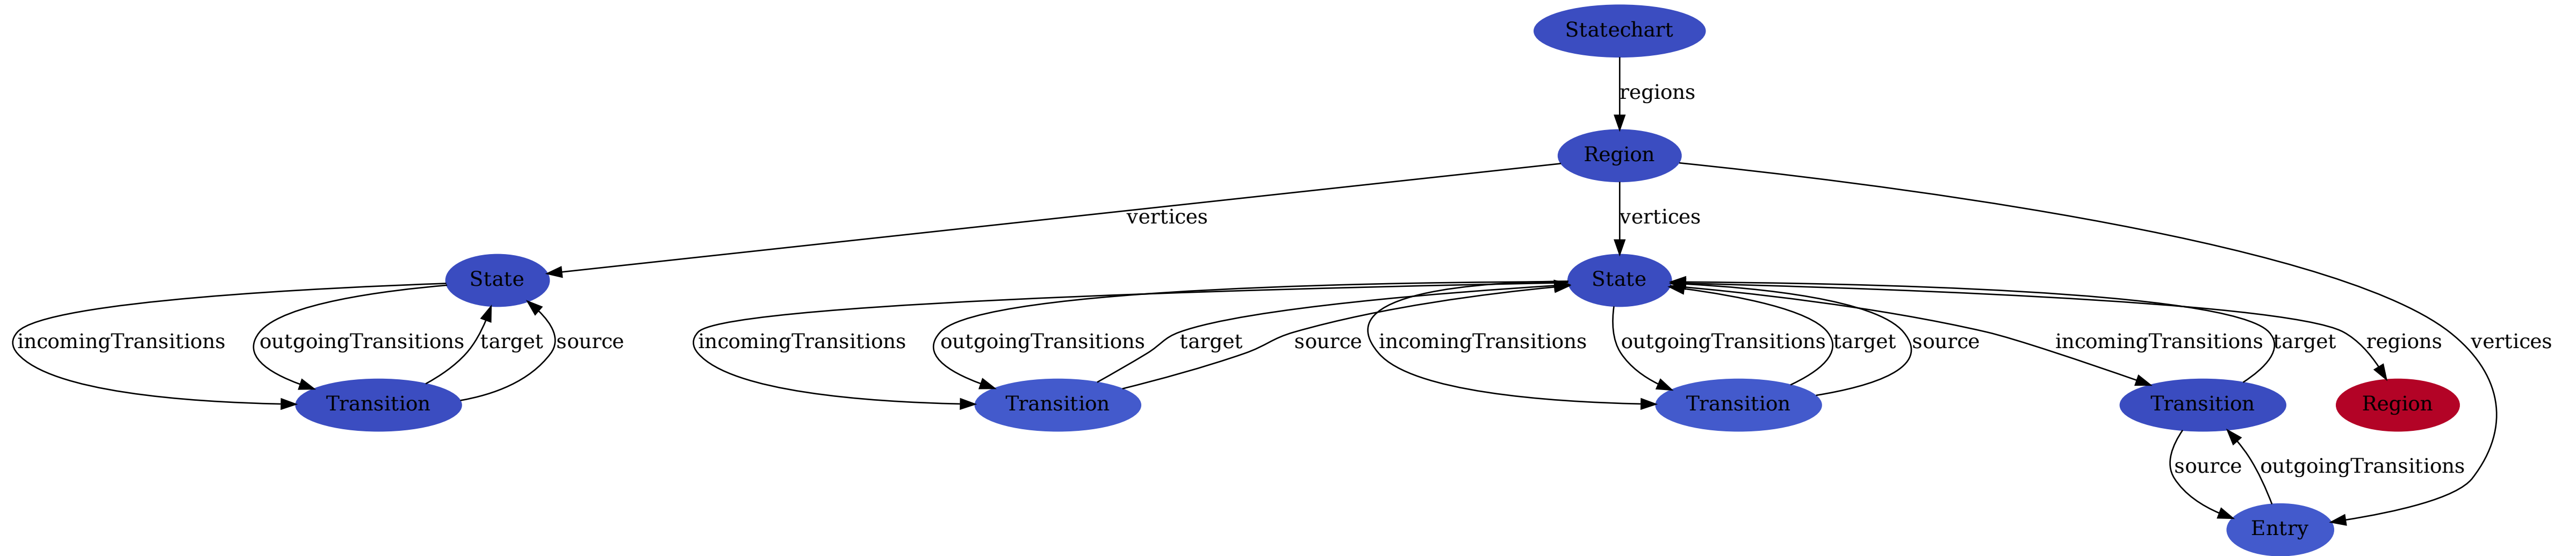 Statechart
regions
Region
vertices
vertices
State
State
incomingTransitions
outgoingTransitions
target
source
incomingTransitions
outgoingTransitions
target
source
incomingTransitions
outgoingTransitions
target
source
incomingTransitions
target
regions
vertices
Transition
Transition
Transition
Transition
Region
source
outgoingTransitions
Entry